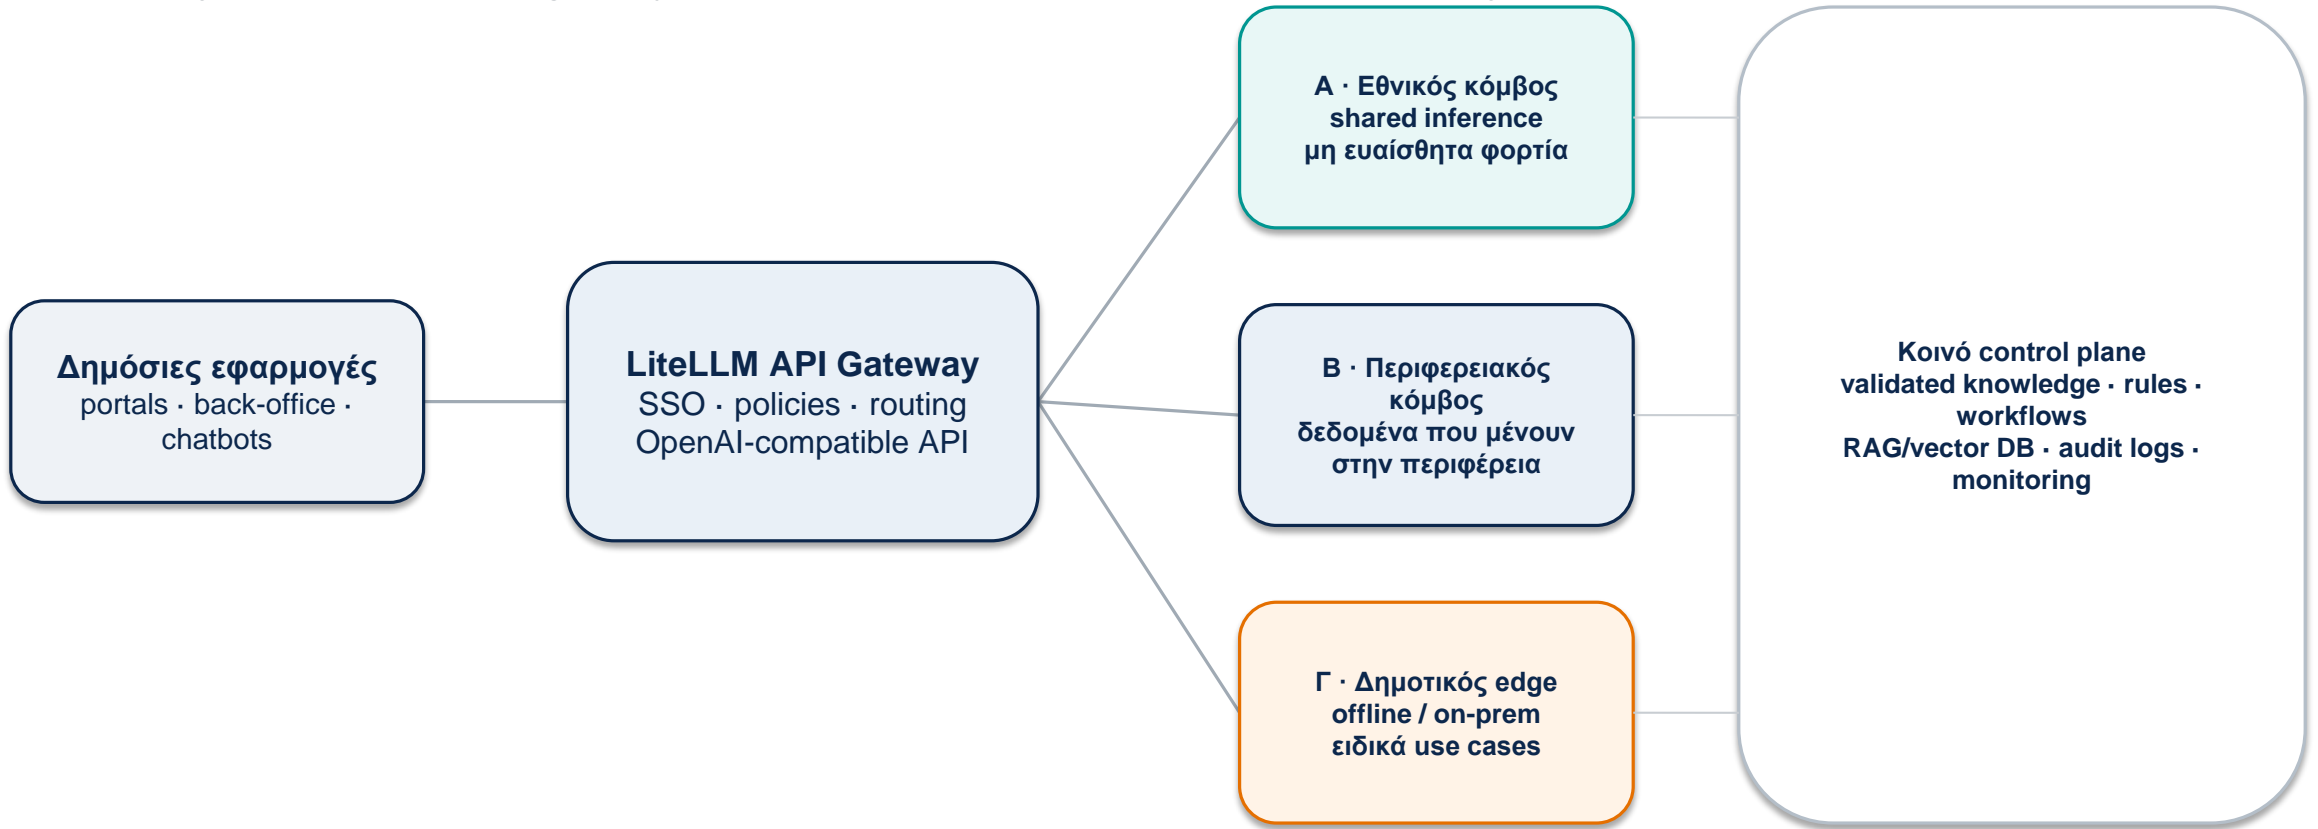 Δημόσιες εφαρμογές
portals · back-office ·
chatbots
LiteLLM API Gateway
SSO · policies · routing
OpenAI-compatible API
Α · Εθνικός κόμβος
shared inference
μη ευαίσθητα φορτία
Β · Περιφερειακός
κόμβος
δεδομένα που μένουν
στην περιφέρεια
Γ · Δημοτικός edge
offline / on-prem
ειδικά use cases
Κοινό control plane
validated knowledge · rules ·
workflows
RAG/vector DB · audit logs ·
monitoring